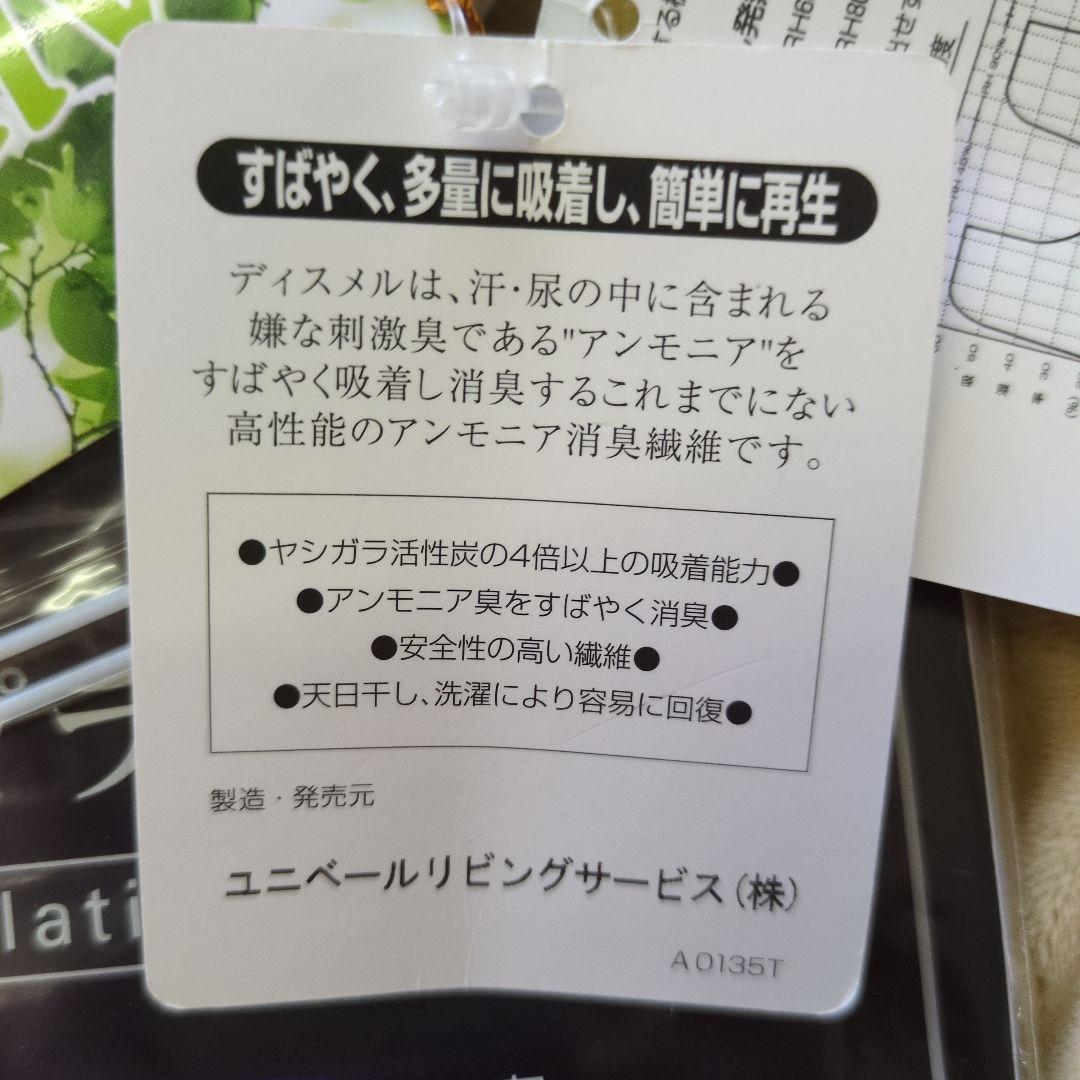 すばやく、多量に吸着し、簡単に再生
ディスメルは、汗・尿の中に含まれる
嫌な刺激臭である"アンモニア"を
すばやく吸着し消臭するこれまでにない
高性能のアンモニア消臭繊維です。
●ヤシガラ活性炭の4倍以上の吸着能力●
●アンモニア臭をすばやく消臭●
●安全性の高い繊維●
●天日干し、洗濯により容易に回復●
製造・発売元
ユニベールリビングサービス(株)
A0135T
lati
RH 90%
RH 45%
50
40
30
(%)